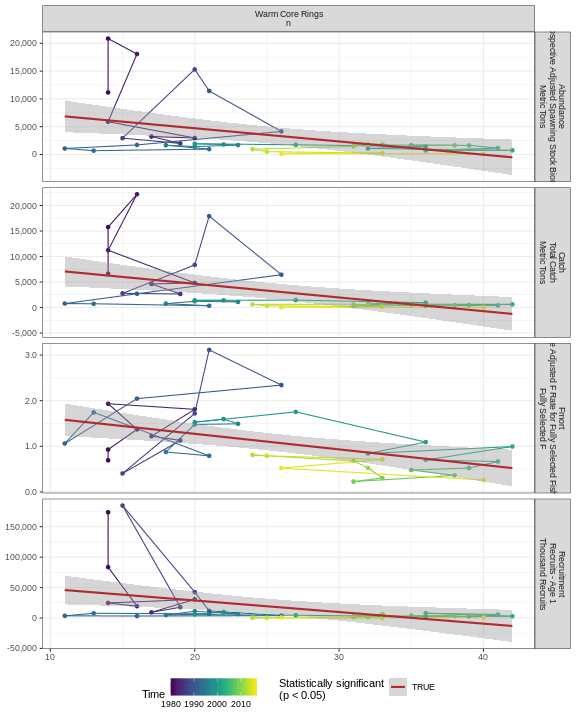 Warm Core Rings
n
20,000
15,000
10,000
5,000
0
Abundance
Adjusted Spawning Stock
Metric Tons
20,000
15,000
10,000
5,000
0
-5,000
Catch
Total Catch
Metric Tons
3.0
2.0
1.0
0.0
Fmort
Adjusted F Rate for Fully Selected
Fully Selected F
150,000
100,000
50,000
0
-50,000
Recruitment
Recruits - Age 1
Thousand Recruits
10 20 30 40
Time
1980 1990 2000 2010
Statistically significant
(p < 0.05)
TRUE